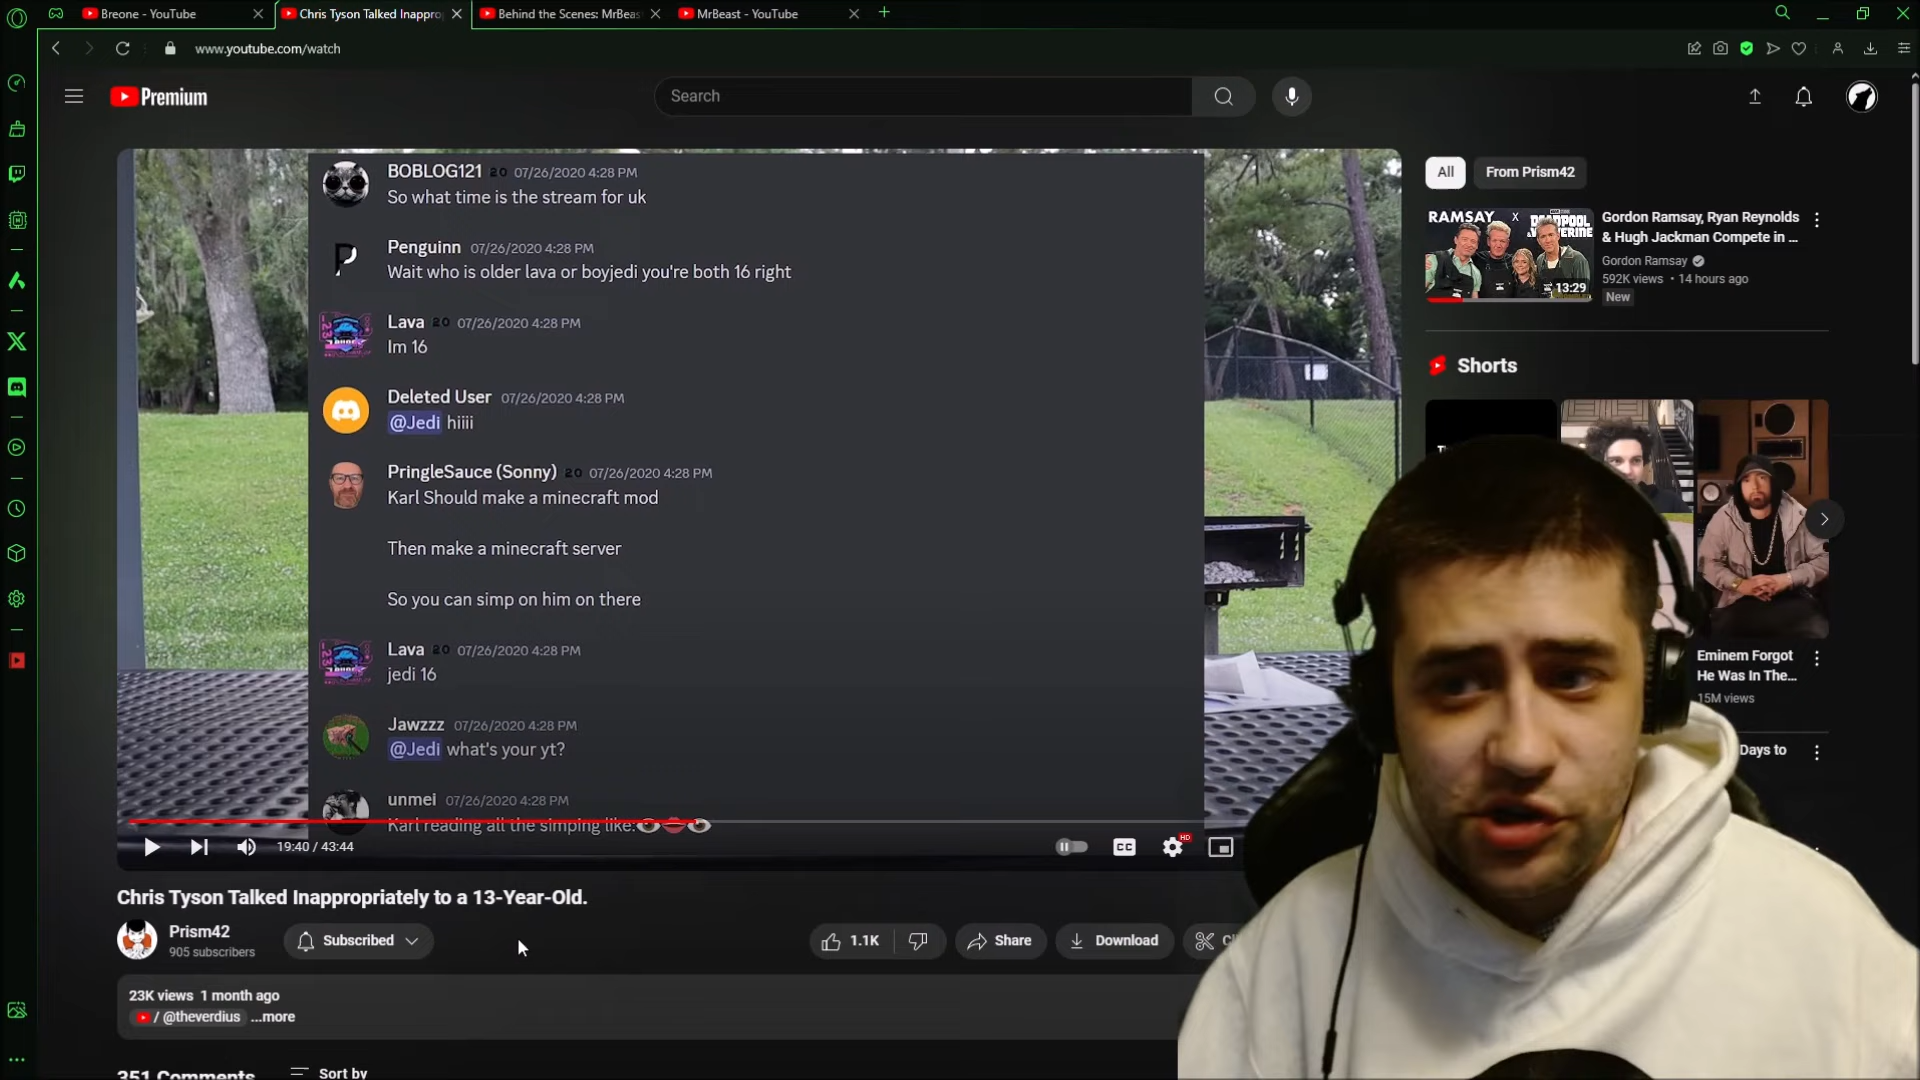 Breone - YouTube
Chris Tyson Talked Inappro
Behind the Scenes: MrBeas
MrBeast - YouTube
www.youtube.com/watch
Premium
Search
BOBLOG121 07/26/2020 4:28 PM
So what time is the stream for uk
Penguinn 07/26/2020 4:28 PM
Wait who is older lava or boyjedi you're both 16 right
Lava 07/26/2020 4:28 PM
Im 16
Deleted User 07/26/2020 4:28 PM
@Jedi hiiii
PringleSauce (Sonny) 07/26/2020 4:28 PM
Karl Should make a minecraft mod
Then make a minecraft server
So you can simp on him on there
Lava 07/26/2020 4:28 PM
jedi 16
Jawzzz 07/26/2020 4:28 PM
@Jedi what's your yt?
unmei 07/26/2020 4:28 PM
Karl reading all the simping like:👁👄👁
19:40 / 43:44
CC
HD
Chris Tyson Talked Inappropriately to a 13-Year-Old.
Prism42
905 subscribers
Subscribed
1.1K
Share
Download
23K views 1 month ago
/ @theverdius ...more
351 Comments
Sort by
All
From Prism42
RAMSAY X DEADPOOL
& WOLVERINE
13:29
Gordon Ramsay, Ryan Reynolds
& Hugh Jackman Compete in ...
Gordon Ramsay
592K views • 14 hours ago
New
Shorts
Eminem Forgot
He Was In The...
15M views
Days to